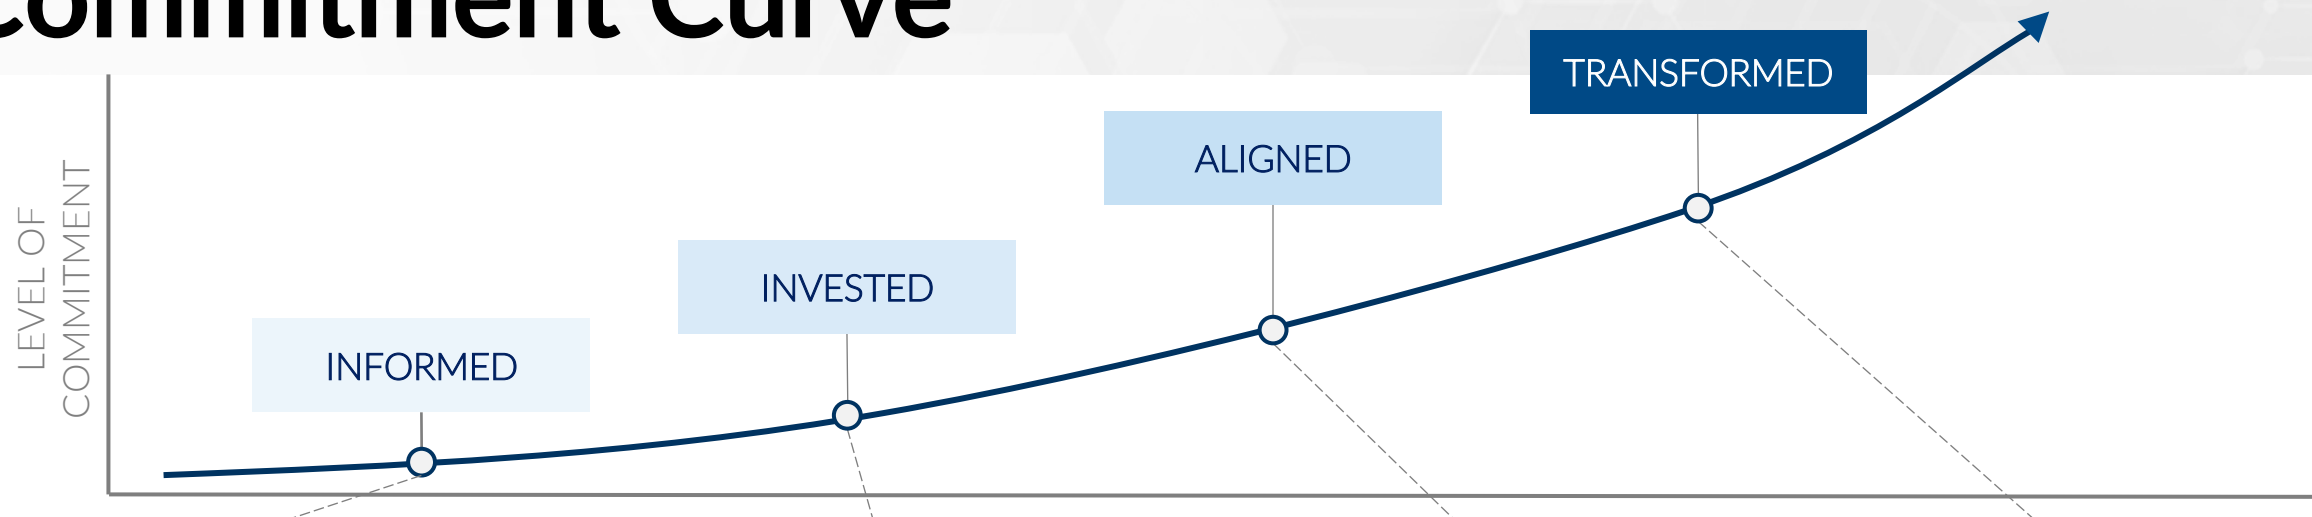 Commitment Curve
TRANSFORMED
ALIGNED
INVESTED
INFORMED
LEVEL OF
COMMITMENT